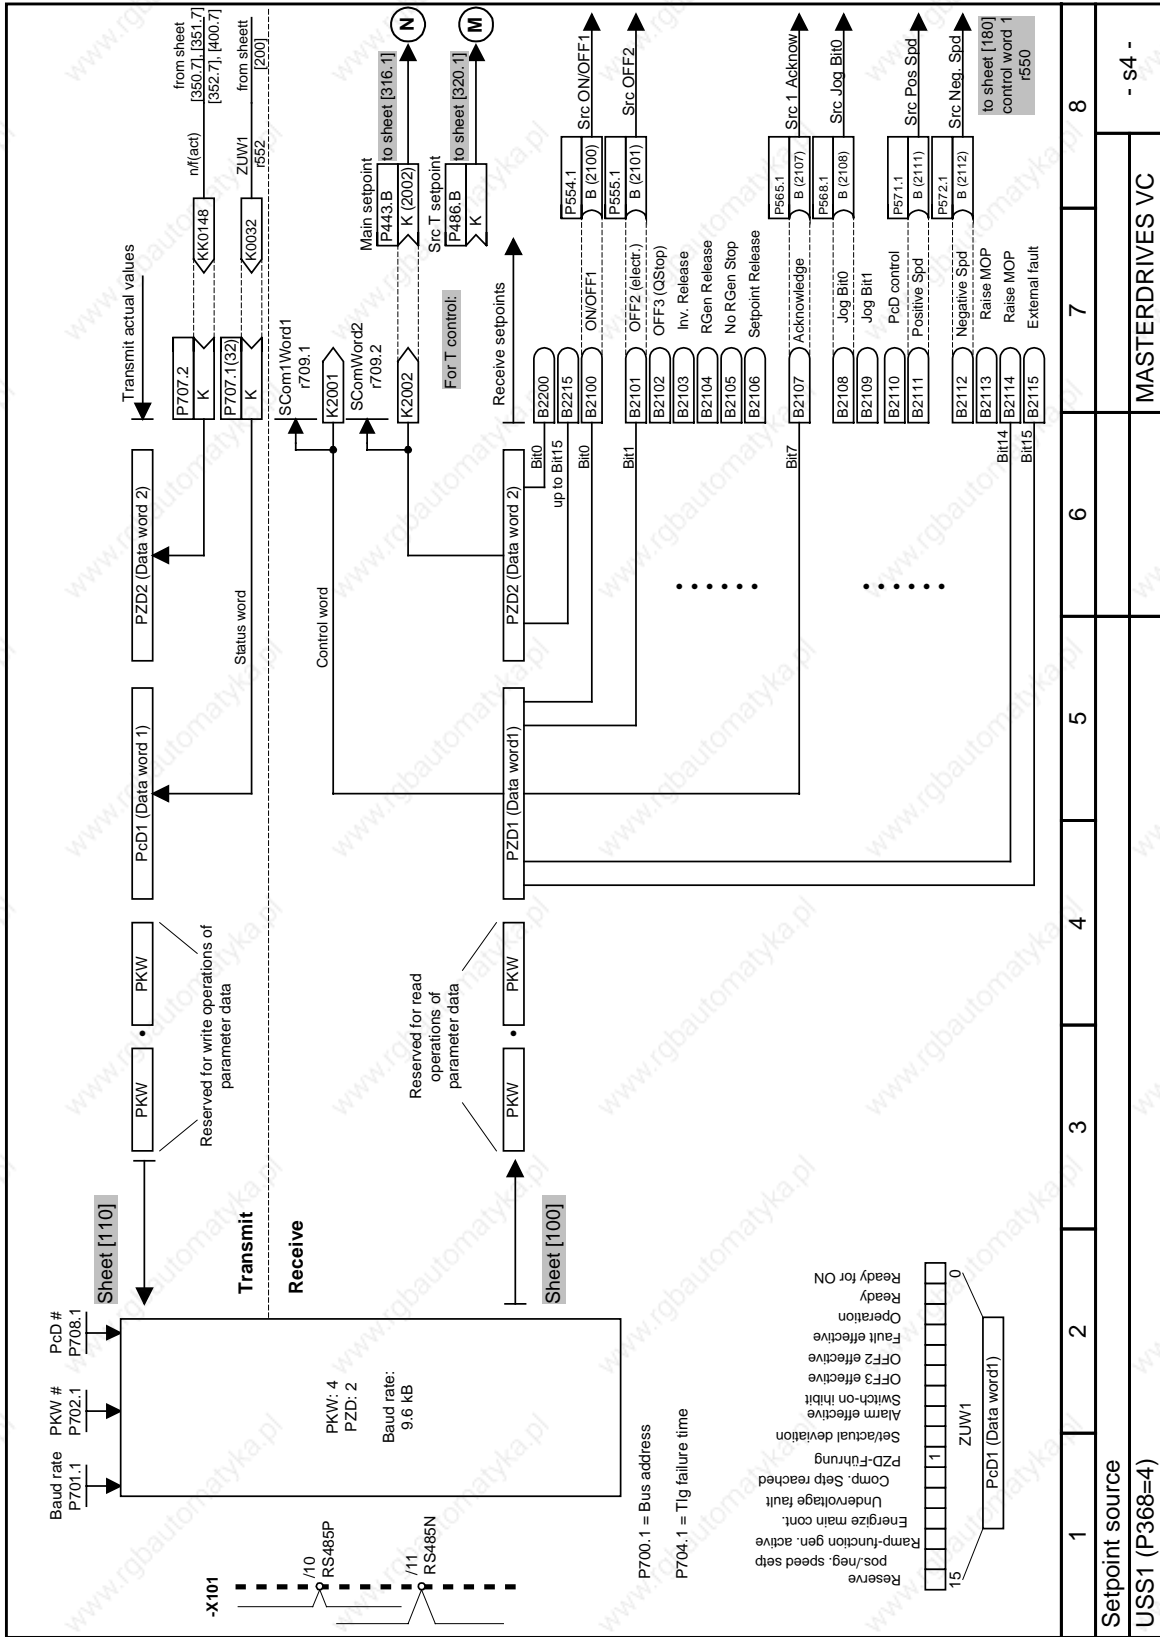 Baud rate
P701.1
PKW #
P702.1
PcD #
P708.1
Sheet [110]
PKW
PKW
PcD1 (Data word 1)
PZD2 (Data word 2)
Transmit actual values
Reserved for write operations of
parameter data
P707.2
K
KK0148
n/f(act)
from sheet
[350.7], [351.7]
[352.7], [400.7]
P707.1(32)
K
K0032
ZUW1
r552
from sheett
[200]
Status word
Transmit
Receive
PKW: 4
PZD: 2
Baud rate:
9.6 kB
-X101
/10
RS485P
/11
RS485N
Control word
SCom1Word1
r709.1
K2001
SComWord2
r709.2
K2002
Main setpoint
P443.B
K (2002)
to sheet [316.1]
N
Src T setpoint
P486.B
K
to sheet [320.1]
M
For T control:
Reserved for read
operations of
parameter data
Sheet [100]
PKW
PKW
PZD1 (Data word1)
PZD2 (Data word 2)
Receive setpoints
Bit0
B2200
up to Bit15
B2215
Bit0
B2100
ON/OFF1
P554.1
B (2100)
Src ON/OFF1
Bit1
B2101
OFF2 (electr.)
P555.1
B (2101)
Src OFF2
B2102
OFF3 (QStop)
B2103
Inv. Release
B2104
RGen Release
B2105
No RGen Stop
B2106
Setpoint Release
Bit7
B2107
Acknowledge
P565.1
B (2107)
Src 1 Acknow
B2108
Jog Bit0
P568.1
B (2108)
Src Jog Bit0
B2109
Jog Bit1
B2110
PcD control
B2111
Positive Spd
P571.1
B (2111)
Src Pos Spd
B2112
Negative Spd
P572.1
B (2112)
Src Neg. Spd
B2113
Raise MOP
Bit14
B2114
Raise MOP
Bit15
B2115
External fault
to sheet [180]
control word 1
r550
P700.1 = Bus address
P704.1 = Tlg failure time
Reserve
pos./neg. speed setp
Ramp-function gen. active
Energize main cont.
Undervoltage fault
Comp. Setp reached
PZD-Führung
Set/actual deviation
Alarm effective
Switch-on ihibit
OFF3 effective
OFF2 effective
Fault effective
Operation
Ready
Ready for ON
1
15
0
ZUW1
PcD1 (Data word1)
1
2
3
4
5
6
7
8
Setpoint source
USS1 (P368=4)
MASTERDRIVES VC
- s4 -
www.rgbautomatyka.pl